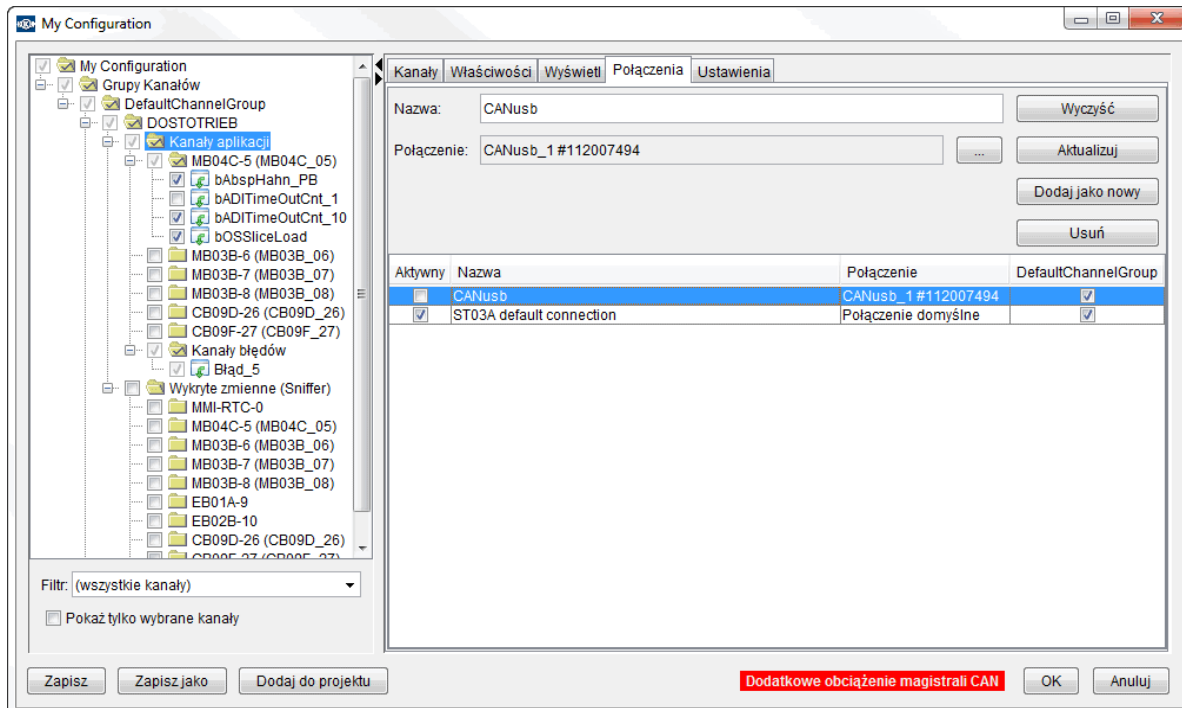 My Configuration
My Configuration
Grupy Kanałów
DefaultChannelGroup
DOSTOTRIEB
Kanały aplikacji
MB04C-5 (MB04C_05)
bAbspHahn_PB
bADITimeOutCnt_1
bADITimeOutCnt_10
bOSSliceLoad
MB03B-6 (MB03B_06)
MB03B-7 (MB03B_07)
MB03B-8 (MB03B_08)
CB09D-26 (CB09D_26)
CB09F-27 (CB09F_27)
Kanały błędów
Błąd_5
Wykryte zmienne (Sniffer)
MMI-RTC-0
MB04C-5 (MB04C_05)
MB03B-6 (MB03B_06)
MB03B-7 (MB03B_07)
MB03B-8 (MB03B_08)
EB01A-9
EB02B-10
CB09D-26 (CB09D_26)
CB09F-27 (CB09F_27)
Filtr: (wszystkie kanały)
Pokaż tylko wybrane kanały
Kanały Właściwości Wyświetl Połączenia Ustawienia
Nazwa: CANusb Wyczyść
Połączenie: CANusb_1 #112007494 ... Aktualizuj
Dodaj jako nowy
Usuń
Aktywny Nazwa Połączenie DefaultChannelGroup
CANusb CANusb_1 #112007494
ST03A default connection Połączenie domyślne
Zapisz Zapisz jako Dodaj do projektu Dodatkowe obciążenie magistrali CAN OK Anuluj